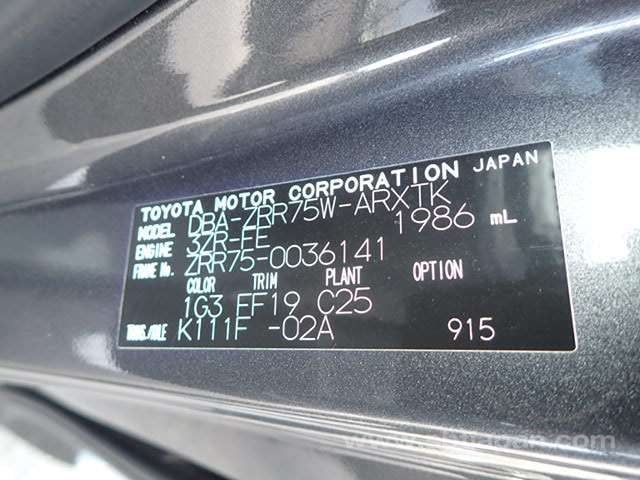 TOYOTA MOTOR CORPORATION JAPAN
MODEL DBA-ZRR75W-ARXTK
ENGINE 3ZR-FE 1986 mL
FRAME No. ZRR75-0036141
COLOR TRIM PLANT OPTION
1G3 EF19 C25
TRANS./AXLE K111F -02A 915